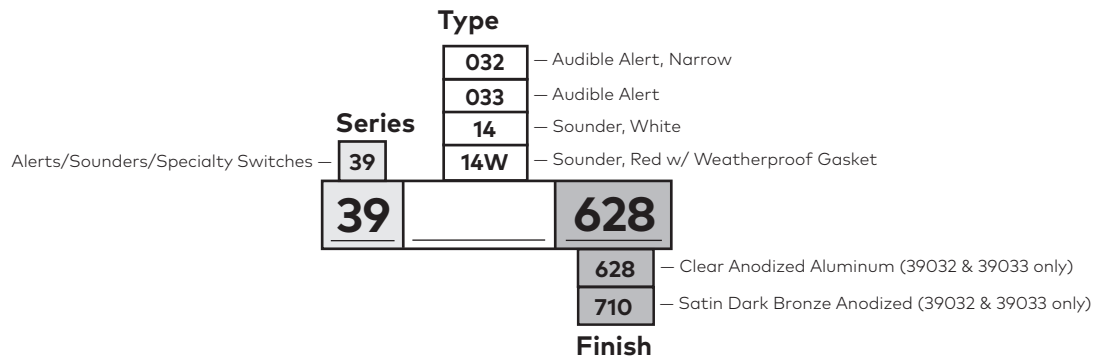 Type
032 — Audible Alert, Narrow
033 — Audible Alert
Series
14 — Sounder, White
Alerts/Sounders/Specialty Switches — 39
14W — Sounder, Red w/ Weatherproof Gasket
39 628
628 — Clear Anodized Aluminum (39032 & 39033 only)
710 — Satin Dark Bronze Anodized (39032 & 39033 only)
Finish